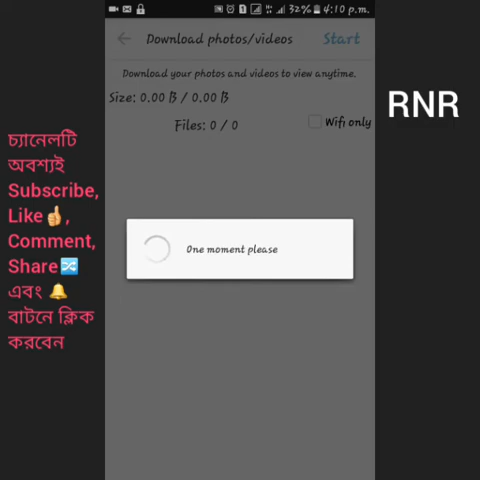 32% 4:10 p.m.
Download photos/videos
Start
Download your photos and videos to view anytime.
Size: 0.00 B / 0.00 B
Files: 0 / 0
Wifi only
One moment please
RNR
চ্যানেলটি
অবশ্যই
Subscribe,
Like👍,
Comment,
Share🔀
এবং 🔔
বাটনে ক্লিক
করবেন